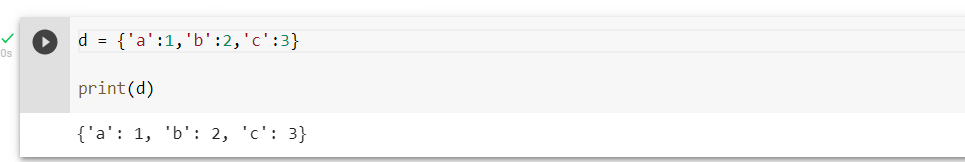 d = {'a':1,'b':2,'c':3}
0s
print(d)
{'a': 1, 'b': 2, 'c': 3}